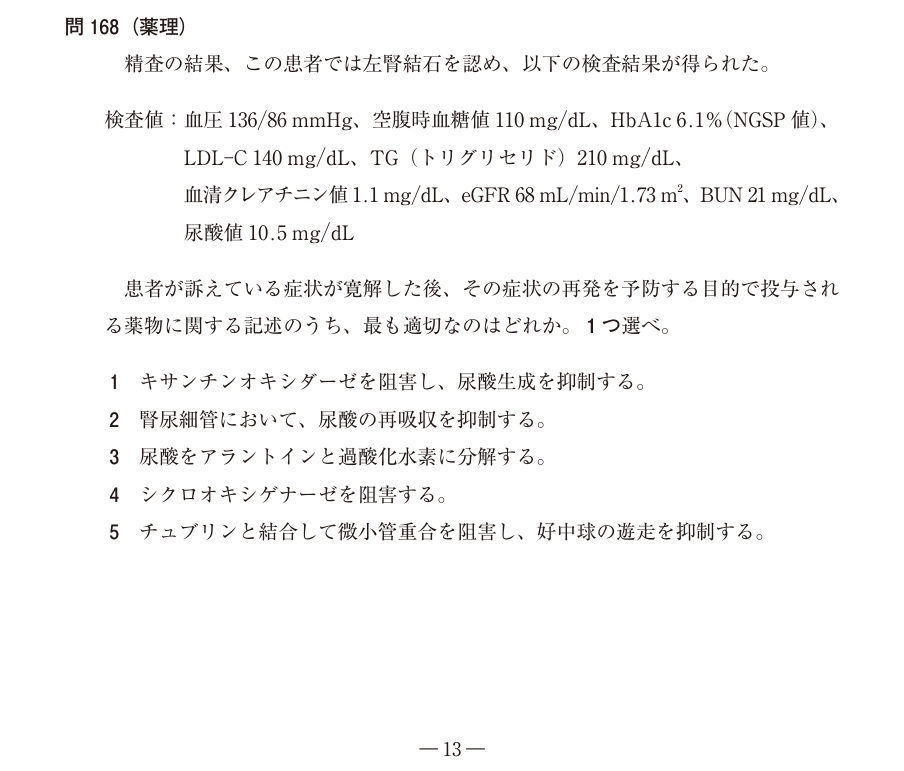 問 168（薬理）
精査の結果、この患者では左腎結石を認め、以下の検査結果が得られた。
検査値：血圧 136/86 mmHg、空腹時血糖値 110 mg/dL、HbA1c 6.1％（NGSP 値）、
LDL-C 140 mg/dL、TG（トリグリセリド）210 mg/dL、
血清クレアチニン値 1.1 mg/dL、eGFR 68 mL/min/1.73 m²、BUN 21 mg/dL、
尿酸値 10.5 mg/dL
患者が訴えている症状が寛解した後、その症状の再発を予防する目的で投与され
る薬物に関する記述のうち、最も適切なのはどれか。1つ選べ。
1 キサンチンオキシダーゼを阻害し、尿酸生成を抑制する。
2 腎尿細管において、尿酸の再吸収を抑制する。
3 尿酸をアラントインと過酸化水素に分解する。
4 シクロオキシゲナーゼを阻害する。
5 チュブリンと結合して微小管重合を阻害し、好中球の遊走を抑制する。
— 13 —